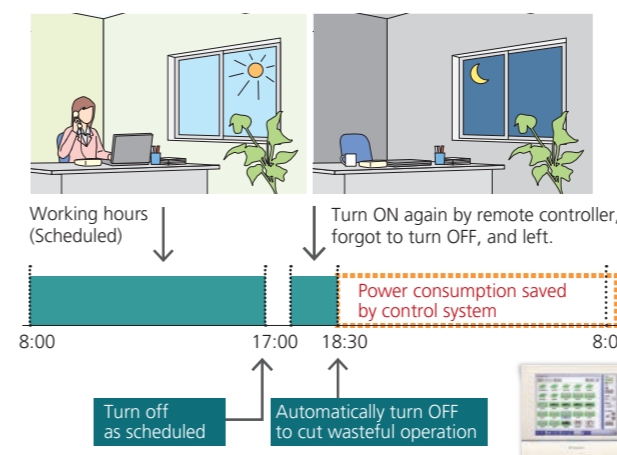 Working hours
(Scheduled)
Turn ON again by remote controller,
forgot to turn OFF, and left.
Power consumption saved
by control system
8:00
17:00
18:30
8:0
Turn off
as scheduled
Automatically turn OFF
to cut wasteful operation